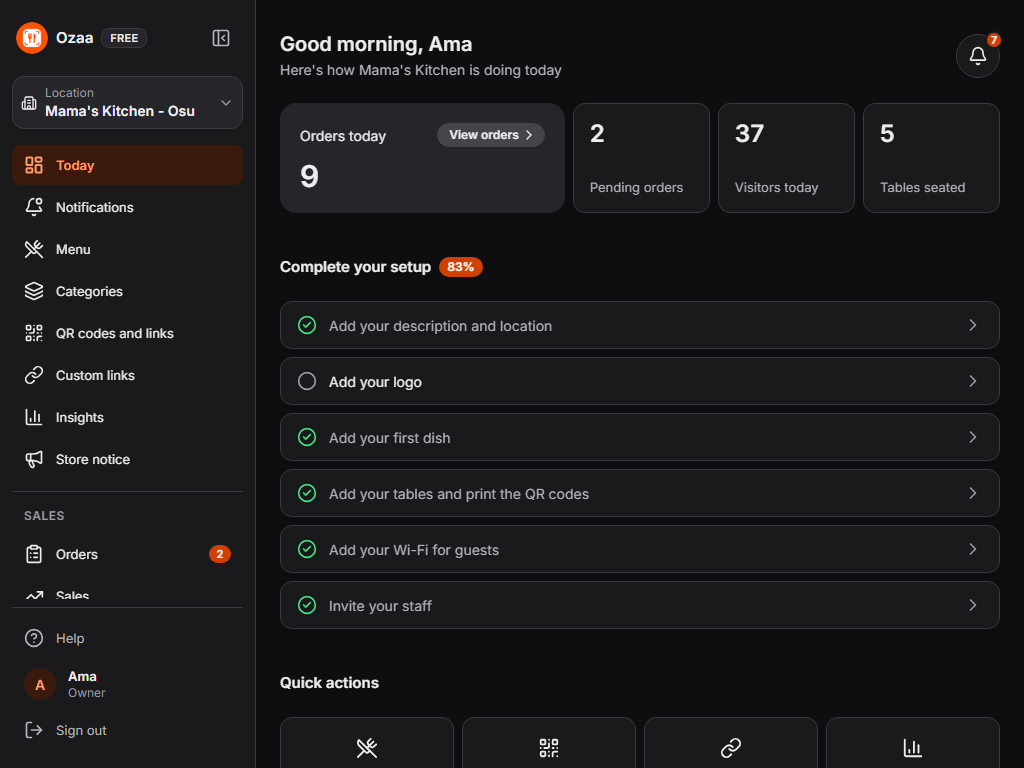 Ozaa FREE
Location
Mama's Kitchen - Osu
Today
Notifications
Menu
Categories
QR codes and links
Custom links
Insights
Store notice
SALES
Orders 2
Sales
Help
A
Ama
Owner
Sign out
Good morning, Ama
Here's how Mama's Kitchen is doing today
7
Orders today
View orders
9
2
Pending orders
37
Visitors today
5
Tables seated
Complete your setup 83%
Add your description and location
Add your logo
Add your first dish
Add your tables and print the QR codes
Add your Wi-Fi for guests
Invite your staff
Quick actions